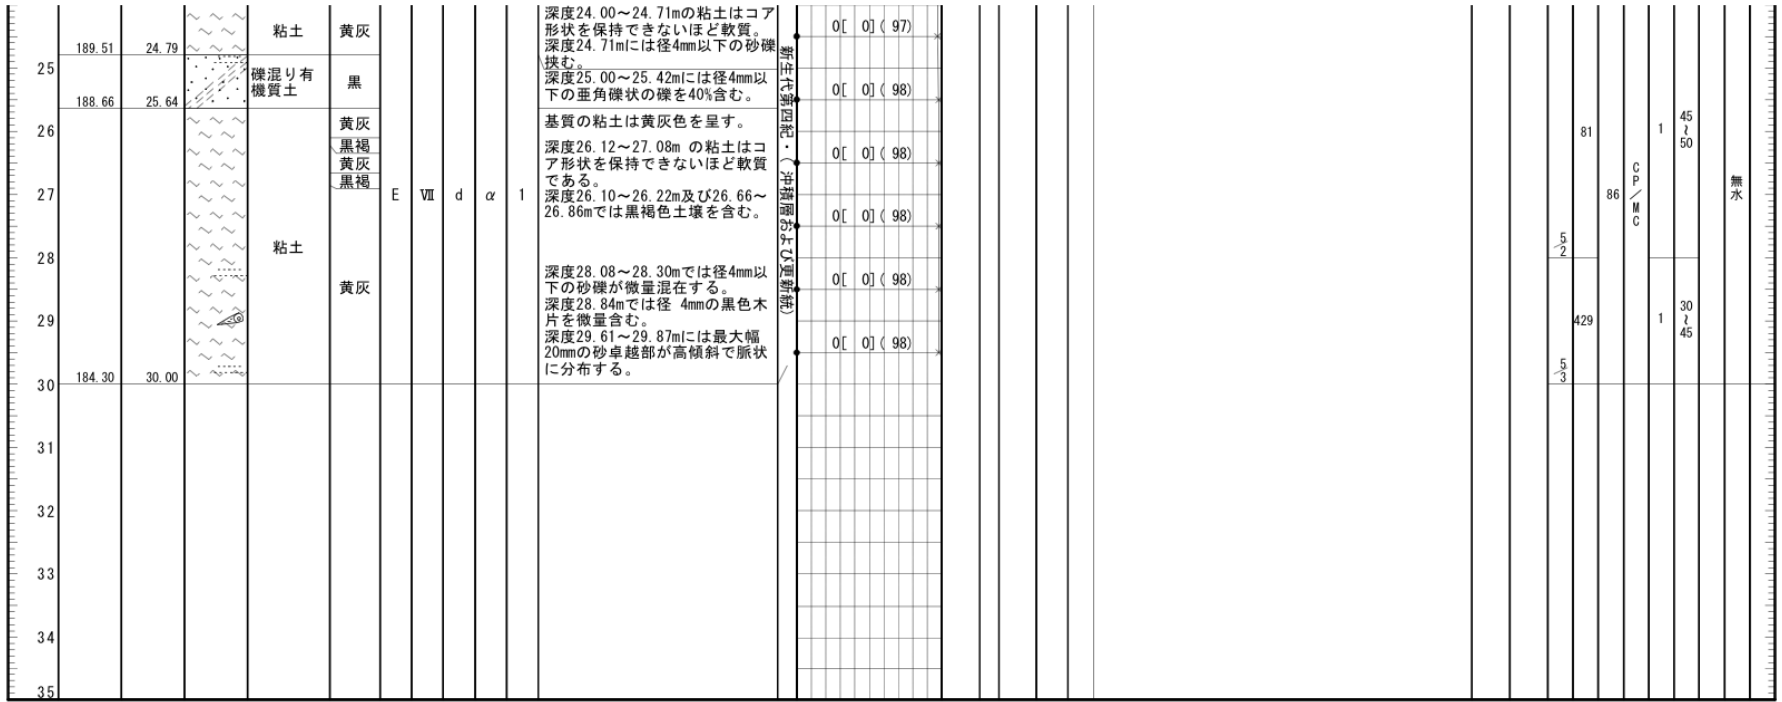 粘土
黄灰
189.51 24.79
深度24.00～24.71mの粘土はコア
形状を保持できないほど軟質。
深度24.71mには径4mm以下の砂礫
挟む。
0[ 0]( 97)
25
礫混り有
機質土
黒
深度25.00～25.42mには径4mm以
下の亜角礫状の礫を40%含む。
0[ 0]( 98)
188.66 25.64
26
黄灰
黒褐
黄灰
黒褐
基質の粘土は黄灰色を呈す。
深度26.12～27.08m の粘土はコ
ア形状を保持できないほど軟質
である。
深度26.10～26.22m及び26.66～
26.86mでは黒褐色土壌を含む。
0[ 0]( 98)
27
E Ⅶ d α 1
0[ 0]( 98)
粘土
28
黄灰
深度28.08～28.30mでは径4mm以
下の砂礫が微量混在する。
深度28.84mでは径 4mmの黒色木
片を微量含む。
深度29.61～29.87mには最大幅
20mmの砂卓越部が高傾斜で脈状
に分布する。
0[ 0]( 98)
29
0[ 0]( 98)
184.30 30.00
30
新生代第四紀・(沖積層および更新統)
81
86
CP/MC
1
45
～
50
無水
5/2
429
1
30
～
45
5/3
31
32
33
34
35